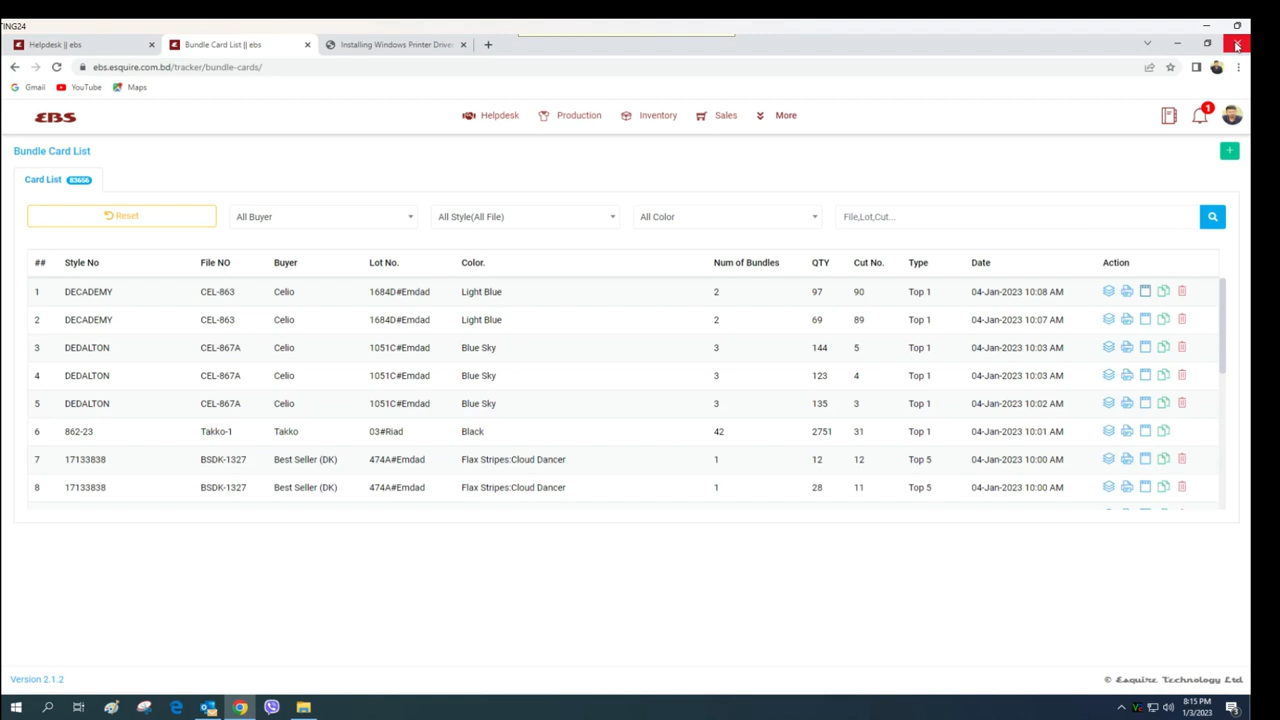 TING24
Helpdesk || ebs
Bundle Card List || ebs
Installing Windows Printer Drive
ebs.esquire.com.bd/tracker/bundle-cards/
Gmail YouTube Maps
EBS Helpdesk Production Inventory Sales More 1
Bundle Card List
Card List 83656
Reset All Buyer All Style(All File) All Color File,Lot,Cut...
## Style No File NO Buyer Lot No. Color. Num of Bundles QTY Cut No. Type Date Action
1 DECADEMY CEL-863 Celio 1684D#Emdad Light Blue 2 97 90 Top 1 04-Jan-2023 10:08 AM
2 DECADEMY CEL-863 Celio 1684D#Emdad Light Blue 2 69 89 Top 1 04-Jan-2023 10:07 AM
3 DEDALTON CEL-867A Celio 1051C#Emdad Blue Sky 3 144 5 Top 1 04-Jan-2023 10:03 AM
4 DEDALTON CEL-867A Celio 1051C#Emdad Blue Sky 3 123 4 Top 1 04-Jan-2023 10:03 AM
5 DEDALTON CEL-867A Celio 1051C#Emdad Blue Sky 3 135 3 Top 1 04-Jan-2023 10:02 AM
6 862-23 Takko-1 Takko 03#Riad Black 42 2751 31 Top 1 04-Jan-2023 10:01 AM
7 17133838 BSDK-1327 Best Seller (DK) 474A#Emdad Flax Stripes:Cloud Dancer 1 12 12 Top 5 04-Jan-2023 10:00 AM
8 17133838 BSDK-1327 Best Seller (DK) 474A#Emdad Flax Stripes:Cloud Dancer 1 28 11 Top 5 04-Jan-2023 10:00 AM
Version 2.1.2 © Esquire Technology Ltd.
8:15 PM
1/3/2023
3